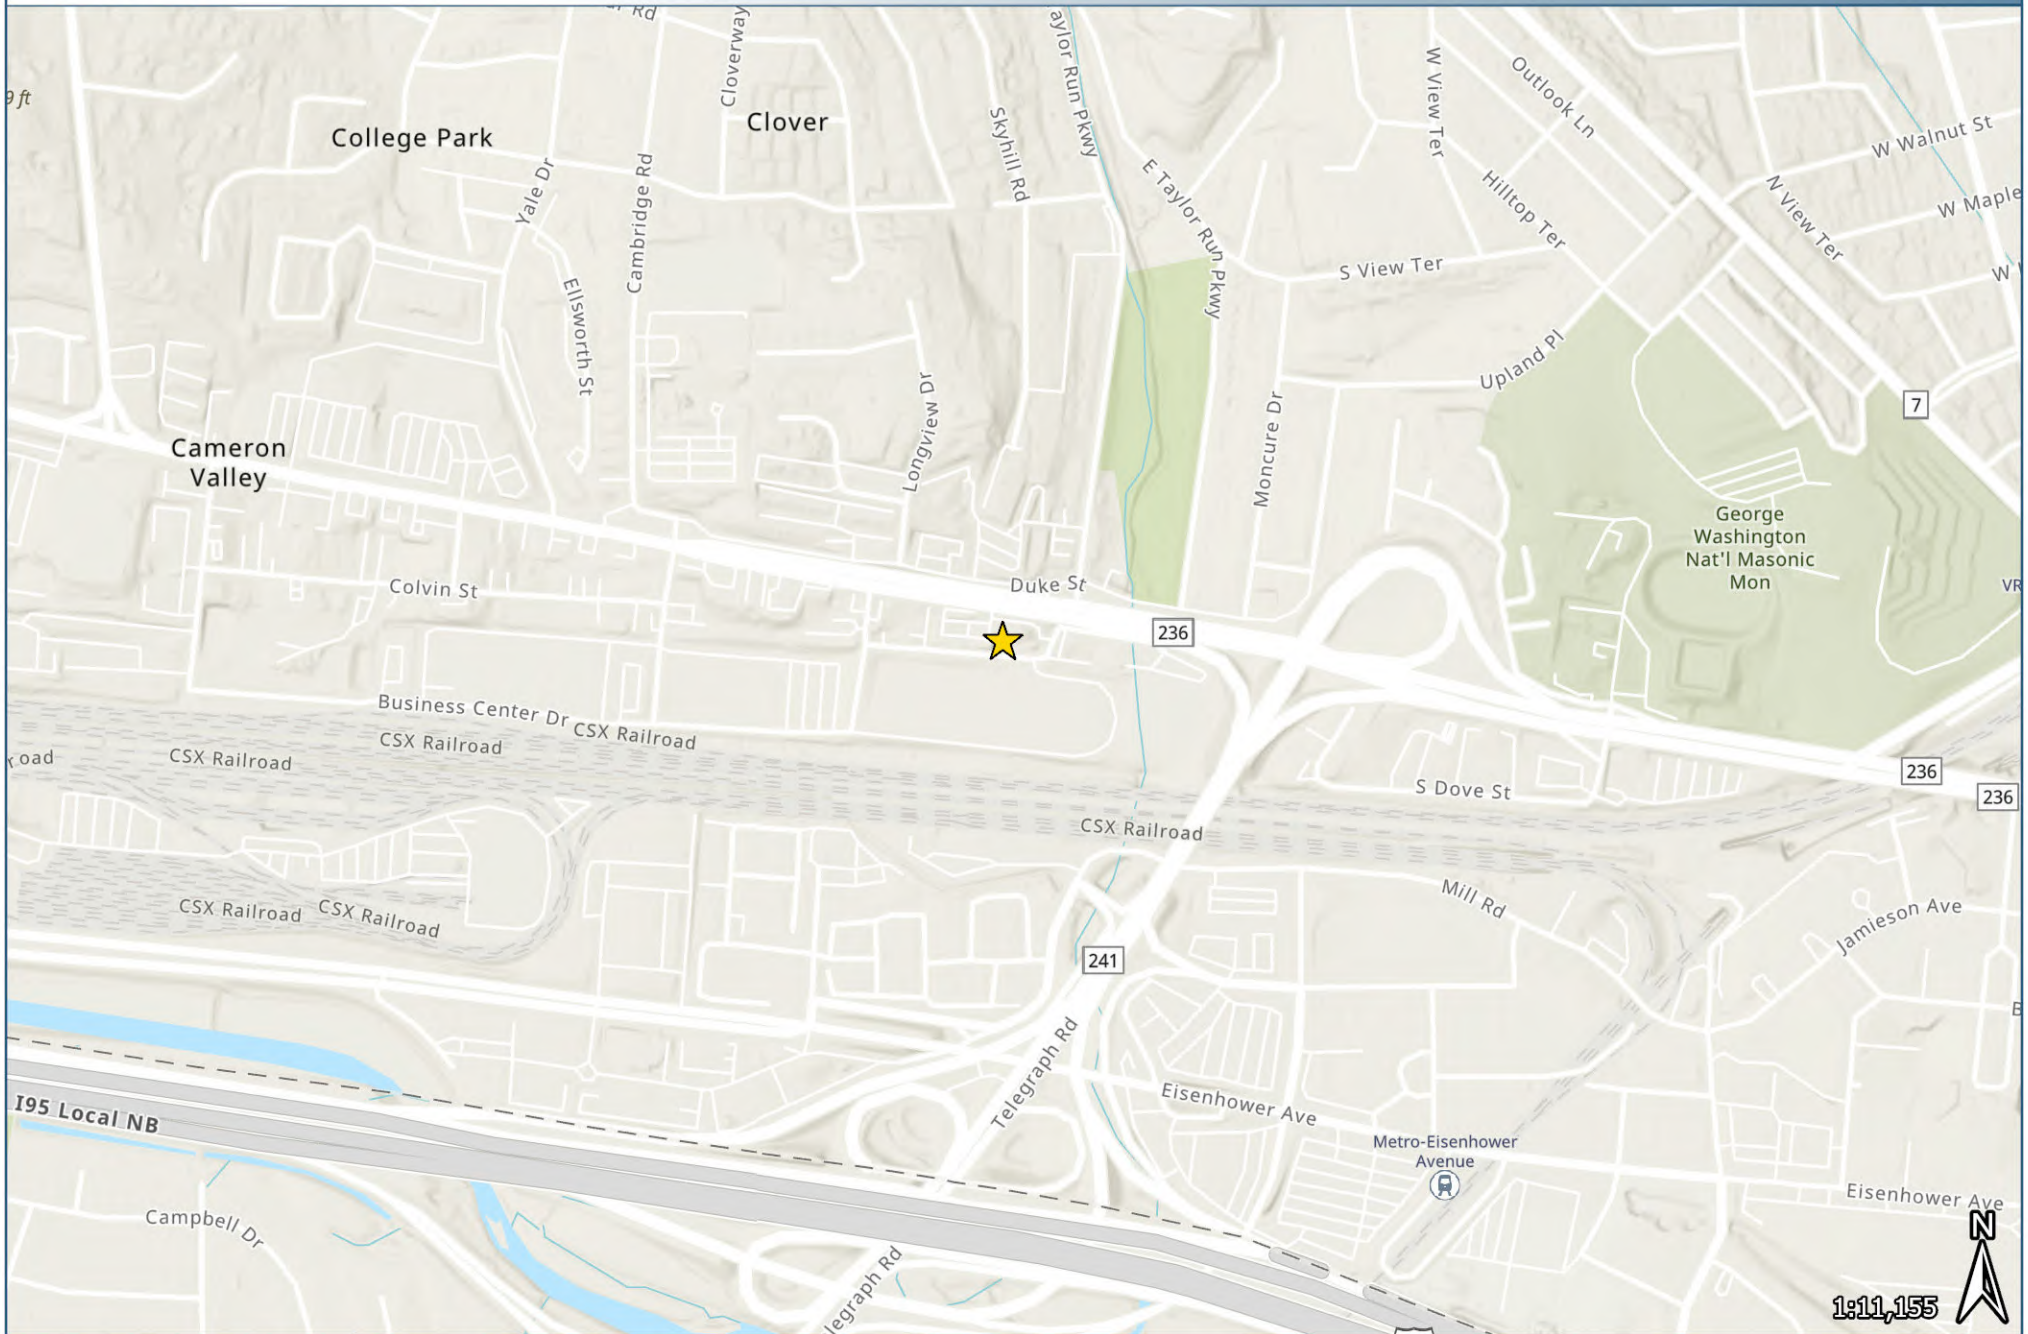 Cloverway
Clover
College Park
9 ft
Skyhill Rd
aylor Run Pkwy
E Taylor Run Pkwy
W View Ter
Outlook Ln
Hilltop Ter
W Walnut St
N View Ter
W Maple
W
S View Ter
Upland Pl
7
Yale Dr
Cambridge Rd
Ellsworth St
Longview Dr
Moncure Dr
Cameron
Valley
George
Washington
Nat'l Masonic
Mon
VR
Colvin St
Duke St
236
Business Center Dr
CSX Railroad
CSX Railroad
CSX Railroad
road
236
236
S Dove St
CSX Railroad
Mill Rd
Jamieson Ave
CSX Railroad
CSX Railroad
241
Telegraph Rd
Eisenhower Ave
I95 Local NB
Metro-Eisenhower
Avenue
Eisenhower Ave
Campbell Dr
legraph Rd
N
1:11,155